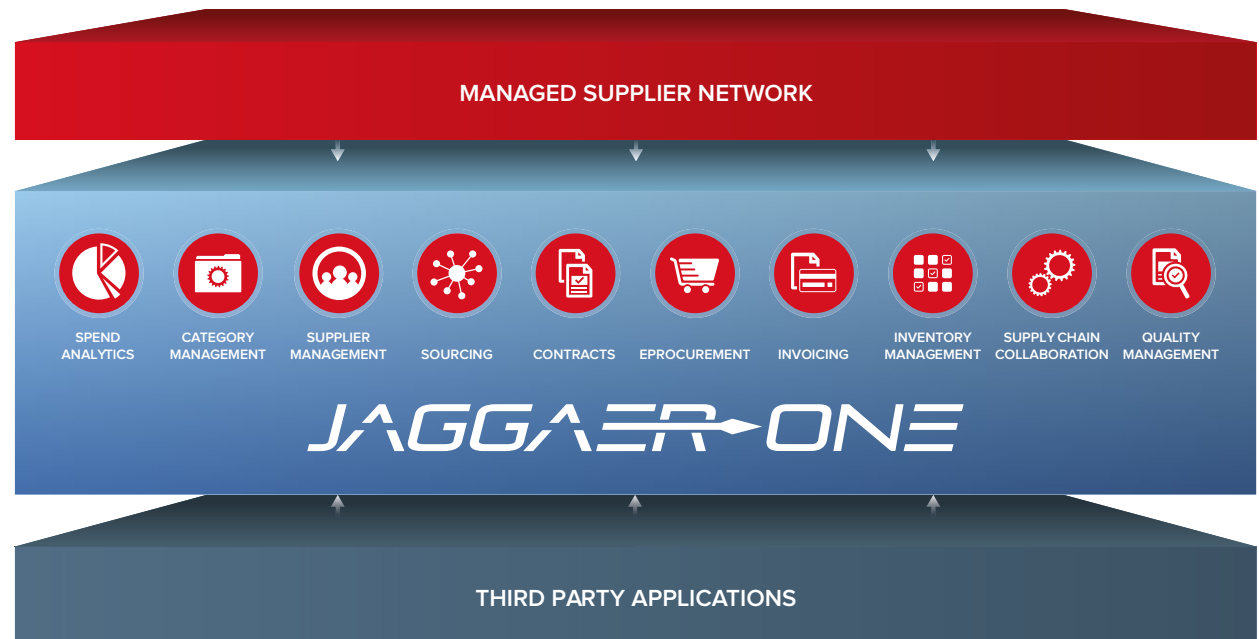 MANAGED SUPPLIER NETWORK
SPEND
ANALYTICS
CATEGORY
MANAGEMENT
SUPPLIER
MANAGEMENT
SOURCING
CONTRACTS
EPROCUREMENT
INVOICING
INVENTORY
MANAGEMENT
SUPPLY CHAIN
COLLABORATION
QUALITY
MANAGEMENT
JAGGAER ONE
THIRD PARTY APPLICATIONS